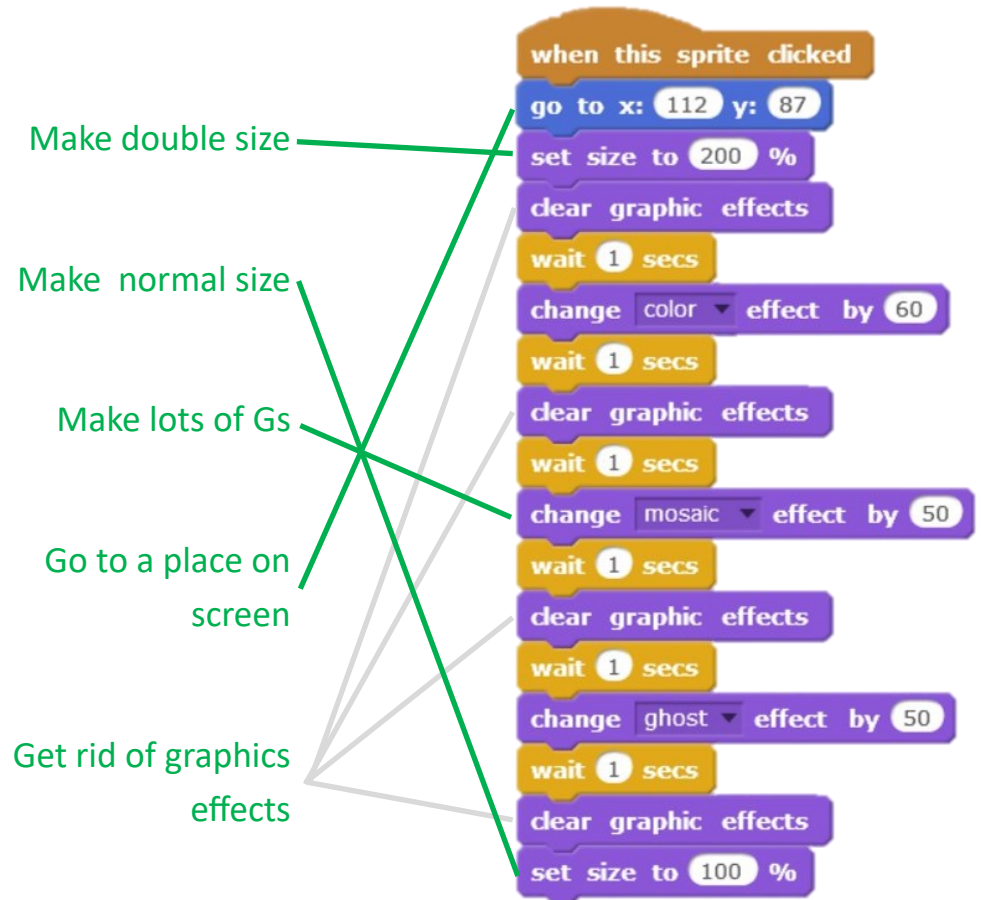 Make double size
Make normal size
Make lots of Gs
Go to a place on
screen
Get rid of graphics
effects
when this sprite clicked
go to x: 112 y: 87
set size to 200 %
clear graphic effects
wait 1 secs
change color effect by 60
wait 1 secs
clear graphic effects
wait 1 secs
change mosaic effect by 50
wait 1 secs
clear graphic effects
wait 1 secs
change ghost effect by 50
wait 1 secs
clear graphic effects
set size to 100 %